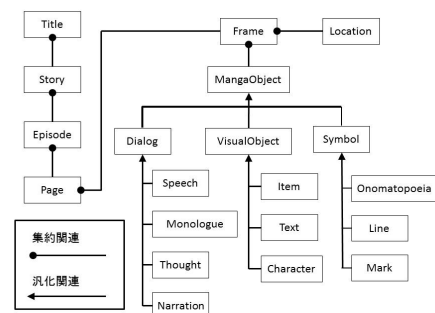 Title
Story
Episode
Page
Frame
Location
MangaObject
Dialog
VisualObject
Symbol
Speech
Monologue
Thought
Narration
Item
Text
Character
Onomatopoeia
Line
Mark
集約関連
汎化関連